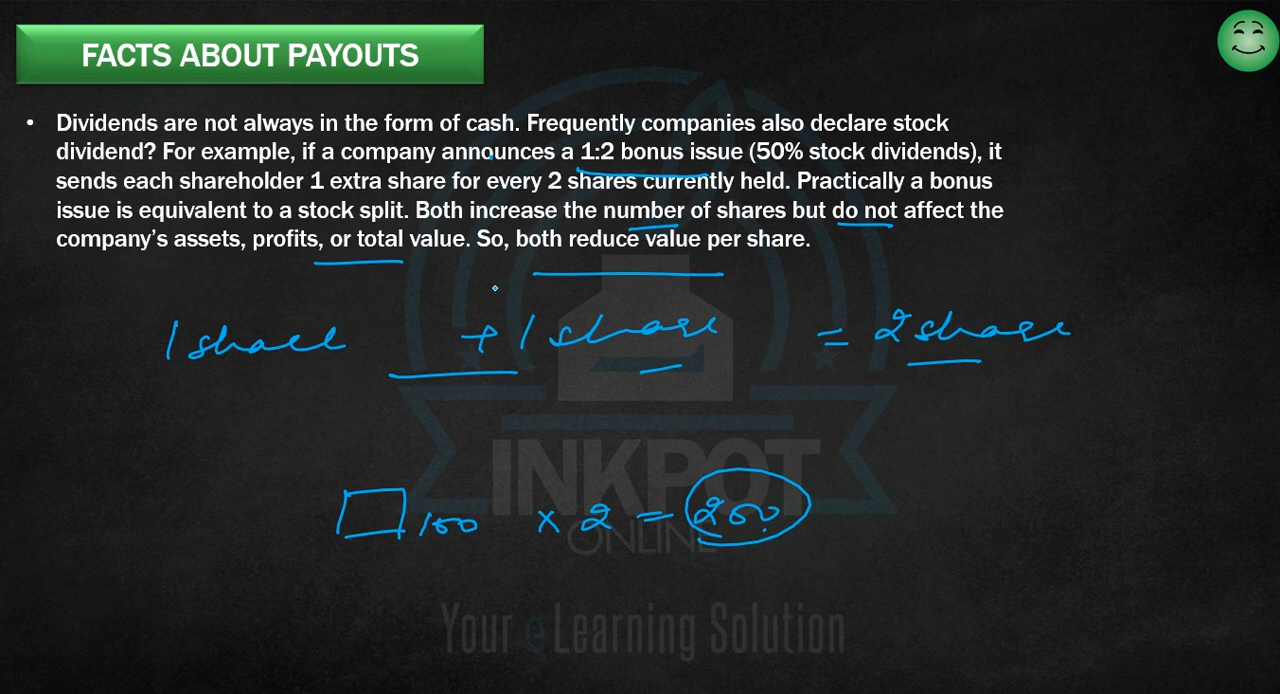 FACTS ABOUT PAYOUTS
• Dividends are not always in the form of cash. Frequently companies also declare stock
dividend? For example, if a company announces a 1:2 bonus issue (50% stock dividends), it
sends each shareholder 1 extra share for every 2 shares currently held. Practically a bonus
issue is equivalent to a stock split. Both increase the number of shares but do not affect the
company's assets, profits, or total value. So, both reduce value per share.
1 share + 1 share = 2 share
100 × 2 = 200
INKPOT
ONLINE
Your e Learning Solution